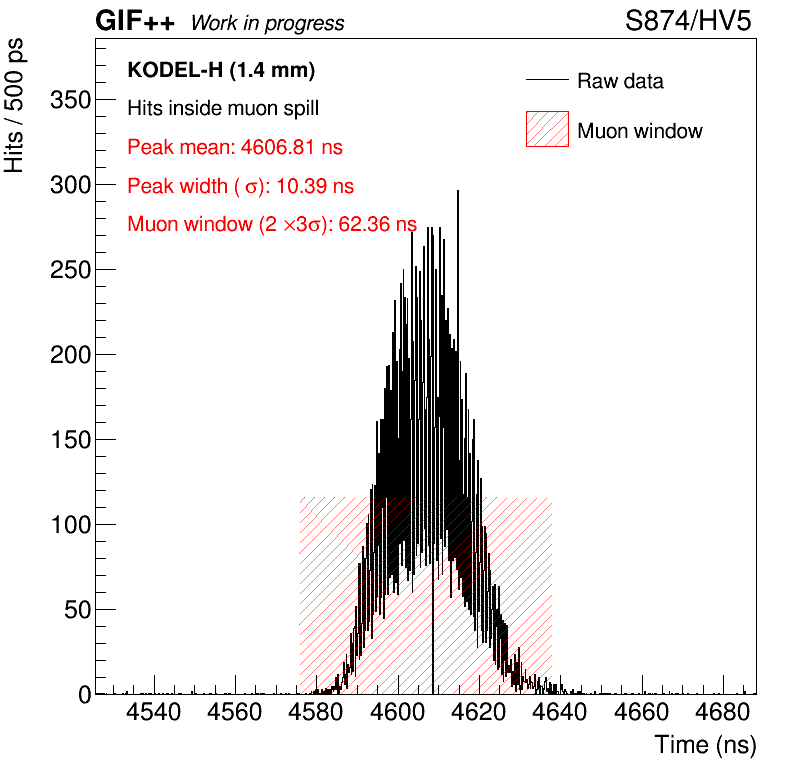 GIF++ Work in progress S874/HV5
KODEL-H (1.4 mm)
Hits inside muon spill
Peak mean: 4606.81 ns
Peak width ( σ): 10.39 ns
Muon window (2 ×3σ): 62.36 ns
Raw data
Muon window
Hits / 500 ps
350
300
250
200
150
100
50
0
4540 4560 4580 4600 4620 4640 4660 4680
Time (ns)